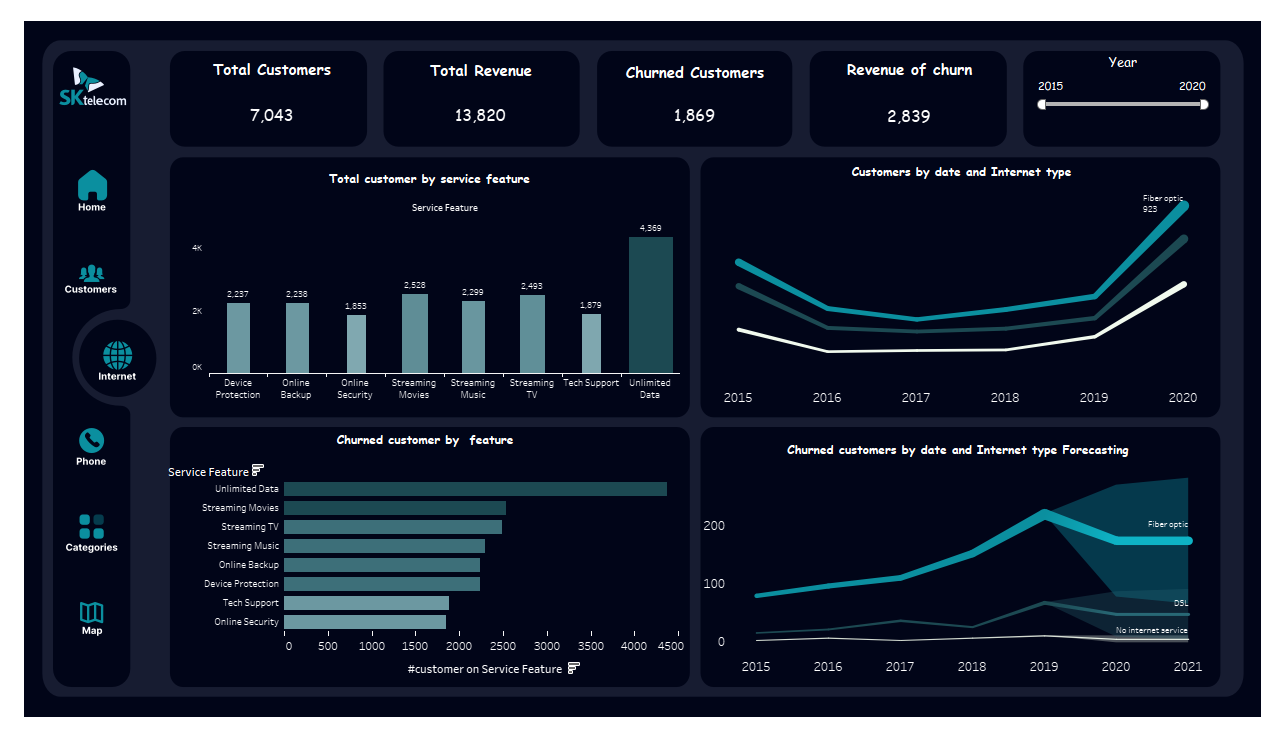 SK telecom
Home
Customers
Internet
Phone
Categories
Map
Total Customers
7,043
Total Revenue
13,820
Churned Customers
1,869
Revenue of churn
2,839
Year
2015 2020
Total customer by service feature
Service Feature
4K
2K
0K
2,237
2,238
1,853
2,528
2,299
2,493
1,879
4,369
Device Protection
Online Backup
Online Security
Streaming Movies
Streaming Music
Streaming TV
Tech Support
Unlimited Data
Customers by date and Internet type
Fiber optic
923
2015 2016 2017 2018 2019 2020
Churned customer by feature
Service Feature
Unlimited Data
Streaming Movies
Streaming TV
Streaming Music
Online Backup
Device Protection
Tech Support
Online Security
0 500 1000 1500 2000 2500 3000 3500 4000 4500
#customer on Service Feature
Churned customers by date and Internet type Forecasting
200
100
0
Fiber optic
DSL
No internet service
2015 2016 2017 2018 2019 2020 2021